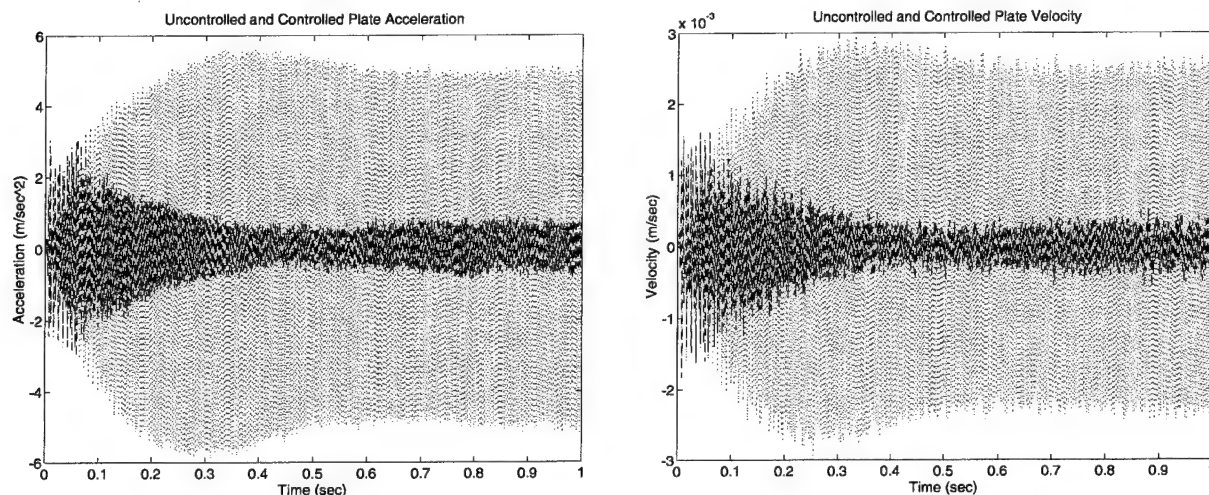 Uncontrolled and Controlled Plate Acceleration
6
4
2
0
-2
-4
-6
Acceleration (m/sec^2)
0 0.1 0.2 0.3 0.4 0.5 0.6 0.7 0.8 0.9 1
Time (sec)
Uncontrolled and Controlled Plate Velocity
x 10^-3
3
2
1
0
-1
-2
-3
Velocity (m/sec)
0 0.1 0.2 0.3 0.4 0.5 0.6 0.7 0.8 0.9
Time (sec)